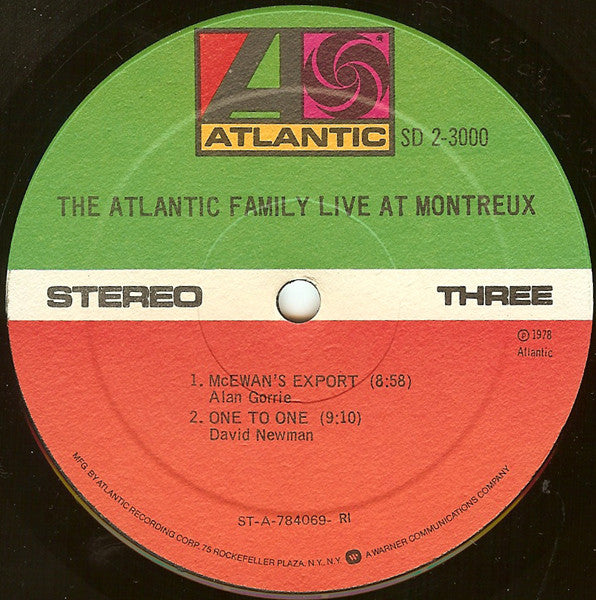 ATLANTIC
SD 2-3000
THE ATLANTIC FAMILY LIVE AT MONTREUX
STEREO
THREE
℗ 1978
Atlantic
1. McEWAN'S EXPORT (8:58)
Alan Gorrie
2. ONE TO ONE (9:10)
David Newman
ST-A-784069- RI
MFG. BY ATLANTIC RECORDING CORP. 75 ROCKEFELLER PLAZA, N.Y., N.Y. A WARNER COMMUNICATIONS COMPANY